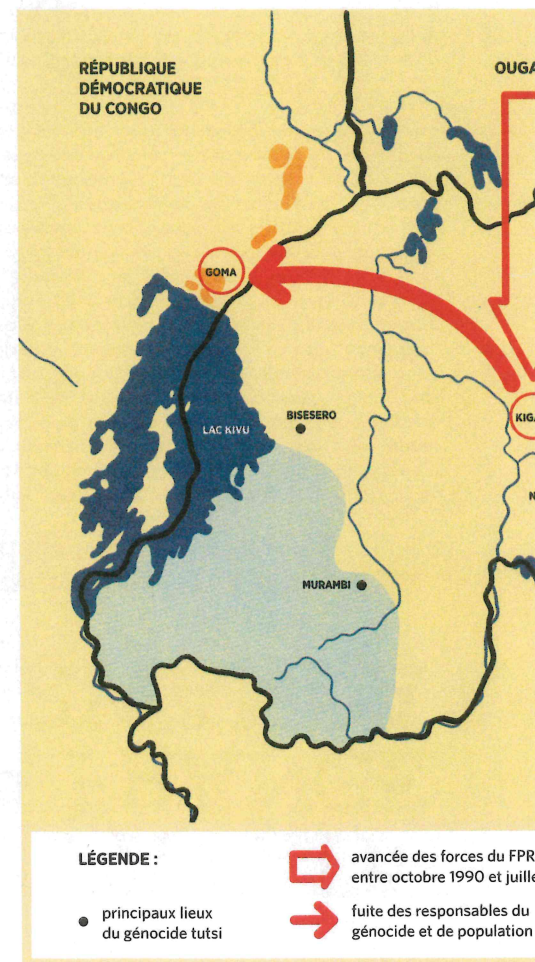 RÉPUBLIQUE
DÉMOCRATIQUE
DU CONGO
OUGA
GOMA
KIGA
LAC KIVU
BISESERO
N
MURAMBI
LÉGENDE :
avancée des forces du FPR
entre octobre 1990 et juille
principaux lieux
du génocide tutsi
fuite des responsables du
génocide et de population